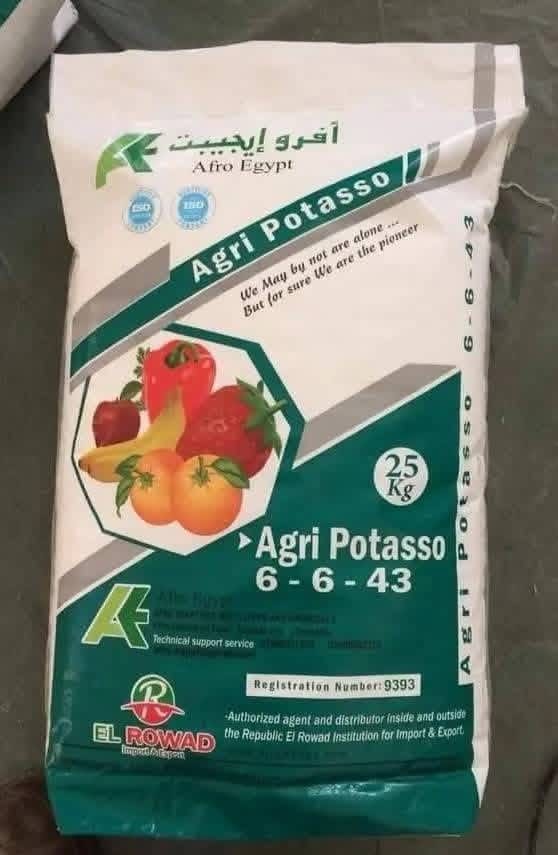 أفرو إيجيبت
Afro Egypt
ISO
ISO
Agri Potasso
We May by not are alone ...
But for sure We are the pioneer
25
Kg
Agri Potasso
6 - 6 - 43
Agri Potasso 6-6-43
Afro Egypt
Technical support service
Registration Number: 9393
R
EL ROWAD
Import & Export
-Authorized agent and distributor inside and outside
the Republic El Rowad Institution for Import & Export.